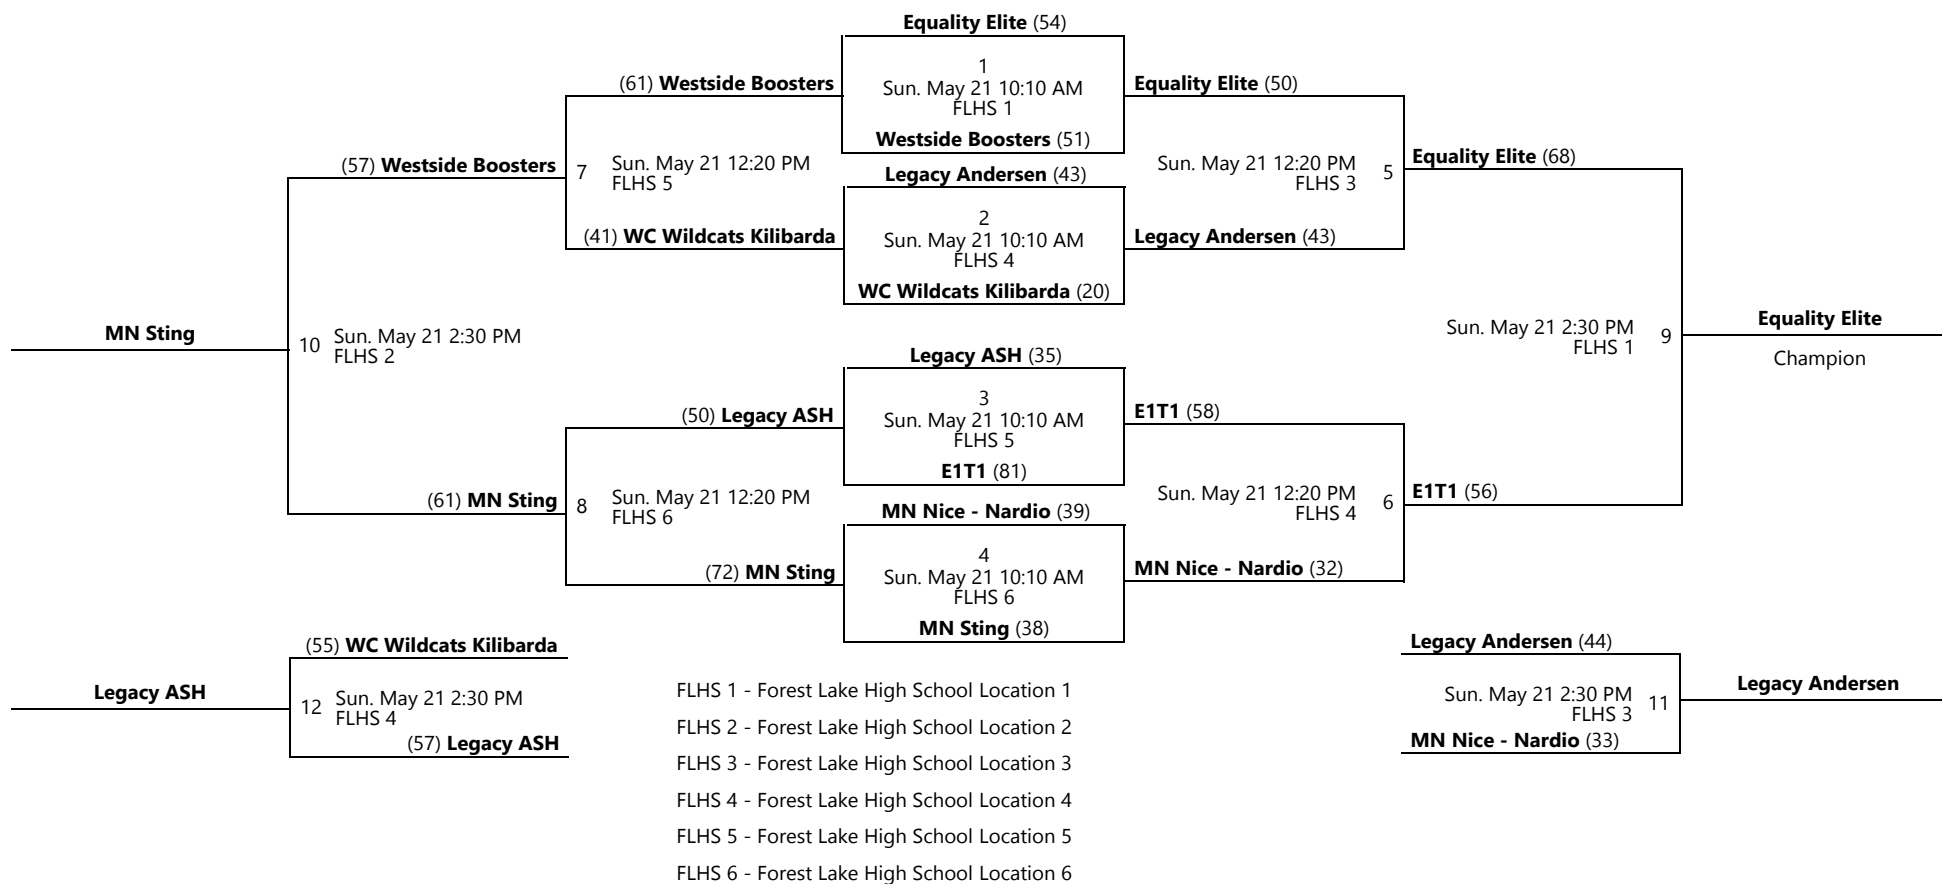 Equality Elite (54)
1
Sun. May 21 10:10 AM
FLHS 1
Westside Boosters (51)
(61) Westside Boosters
Equality Elite (50)
(57) Westside Boosters
7 Sun. May 21 12:20 PM
FLHS 5
Legacy Andersen (43)
2
Sun. May 21 10:10 AM
FLHS 4
WC Wildcats Kilibarda (20)
Sun. May 21 12:20 PM
FLHS 3 5
Equality Elite (68)
(41) WC Wildcats Kilibarda
Legacy Andersen (43)
MN Sting
10 Sun. May 21 2:30 PM
FLHS 2
Sun. May 21 2:30 PM
FLHS 1 9
Equality Elite
Champion
Legacy ASH (35)
3
Sun. May 21 10:10 AM
FLHS 5
E1T1 (81)
(50) Legacy ASH
E1T1 (58)
(61) MN Sting
8 Sun. May 21 12:20 PM
FLHS 6
MN Nice - Nardio (39)
4
Sun. May 21 10:10 AM
FLHS 6
MN Sting (38)
Sun. May 21 12:20 PM
FLHS 4 6
E1T1 (56)
(72) MN Sting
MN Nice - Nardio (32)
(55) WC Wildcats Kilibarda
Legacy ASH
12 Sun. May 21 2:30 PM
FLHS 4
(57) Legacy ASH
Legacy Andersen (44)
Sun. May 21 2:30 PM
FLHS 3 11
Legacy Andersen
MN Nice - Nardio (33)
FLHS 1 - Forest Lake High School Location 1
FLHS 2 - Forest Lake High School Location 2
FLHS 3 - Forest Lake High School Location 3
FLHS 4 - Forest Lake High School Location 4
FLHS 5 - Forest Lake High School Location 5
FLHS 6 - Forest Lake High School Location 6